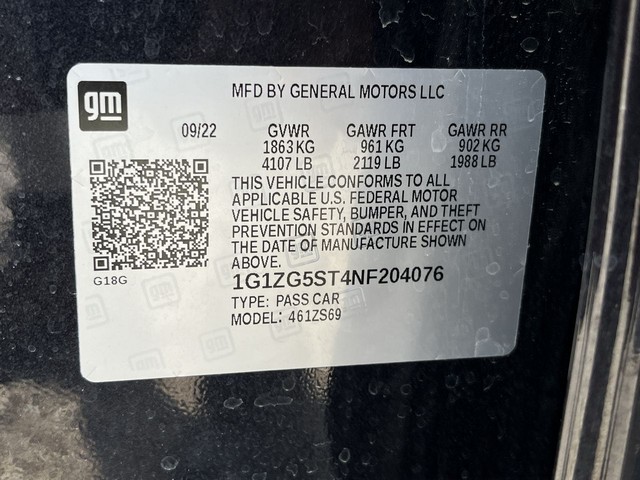 gm
MFD BY GENERAL MOTORS LLC
09/22 GVWR GAWR FRT GAWR RR
1863 KG 961 KG 902 KG
4107 LB 2119 LB 1988 LB
THIS VEHICLE CONFORMS TO ALL
APPLICABLE U.S. FEDERAL MOTOR
VEHICLE SAFETY, BUMPER, AND THEFT
PREVENTION STANDARDS IN EFFECT ON
THE DATE OF MANUFACTURE SHOWN
ABOVE.
G18G
1G1ZG5ST4NF204076
TYPE: PASS CAR
MODEL: 461ZS69